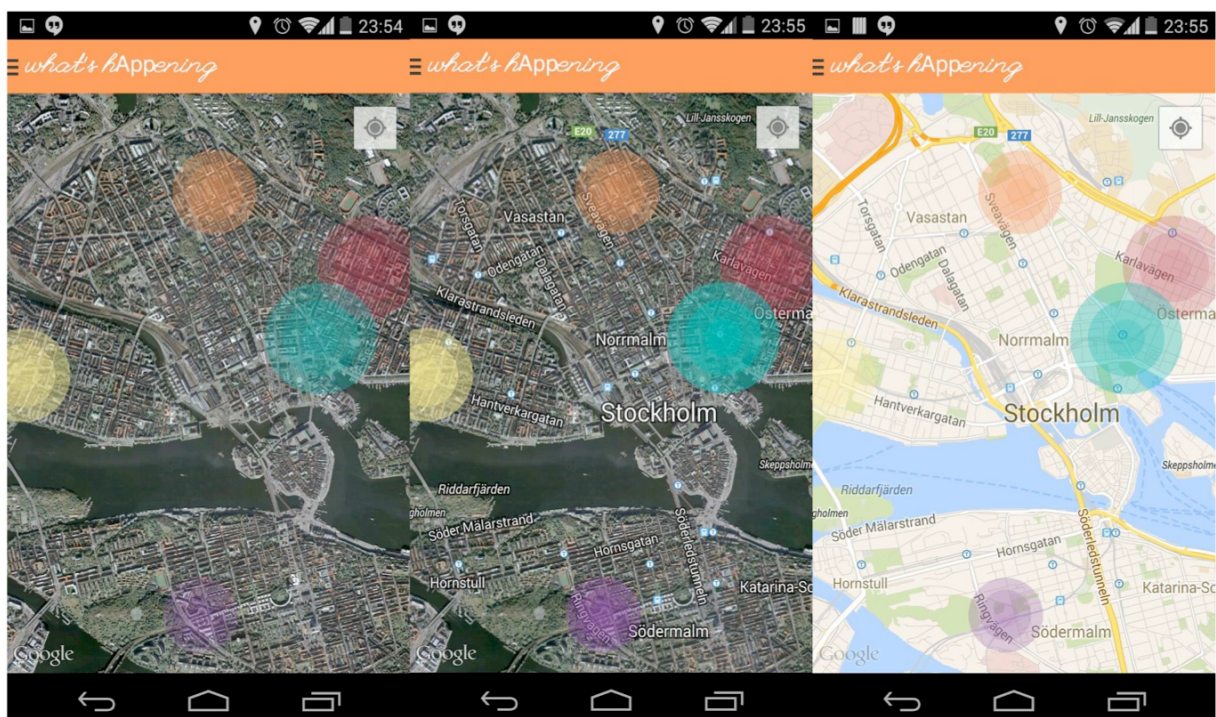 23:54
what's hAppening
Google
23:55
what's hAppening
Lill-Jansskogen
E20
277
Vasastan
Torsgatan
Sveavägen
Odengatan
Dalagatan
Karlavägen
Klarastrandsleden
Norrmalm
Österma
Hantverkargatan
Stockholm
Skeppsholm
Riddarfjärden
gholmen
Söder Mälarstrand
Hornsgatan
Söderledstunneln
Hornstull
Katarina-So
Ringvägen
Södermalm
Google
23:55
what's hAppening
Lill-Jansskogen
E20
277
Vasastan
Torsgatan
Sveavägen
Odengatan
Dalagatan
Karlavägen
Klarastrandsleden
Norrmalm
Österma
Hantverkargatan
Stockholm
Skeppsholm
Riddarfjärden
gholmen
Söder Mälarstrand
Hornsgatan
Söderledstunneln
Hornstull
Katarina-So
Ringvägen
Södermalm
Google